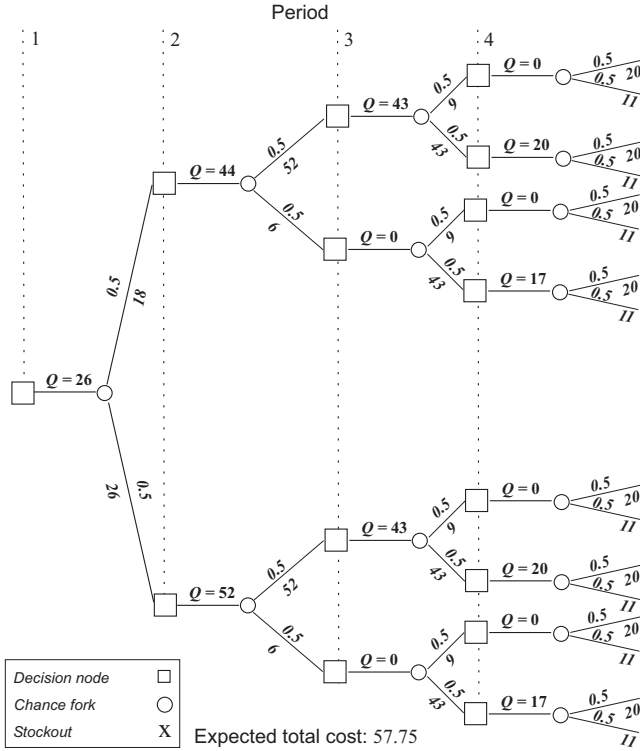 Period
1 2 3 4
Q = 0 0.5 0.5 20 11
0.5 9
Q = 43
0.5 43
Q = 20 0.5 0.5 20 11
0.5 52
Q = 44
0.5 6
Q = 0 0.5 0.5 20 11
0.5 9
Q = 0
0.5 43
Q = 17 0.5 0.5 20 11
0.5 18
Q = 26
0.5 26
Q = 0 0.5 0.5 20 11
0.5 9
Q = 43
0.5 43
Q = 20 0.5 0.5 20 11
0.5 52
Q = 52
0.5 6
Q = 0 0.5 0.5 20 11
0.5 9
Q = 0
0.5 43
Q = 17 0.5 0.5 20 11
Decision node
Chance fork
Stockout X
Expected total cost: 57.75